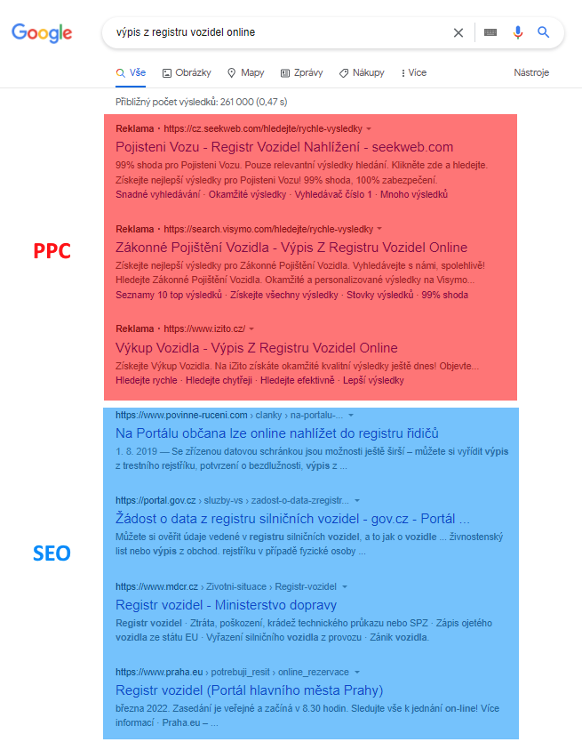 Google
výpis z registru vozidel online
Vše Obrázky Mapy Zprávy Nákupy Více Nástroje
Přibližný počet výsledků: 261 000 (0,47 s)
Reklama · https://cz.seekweb.com/hledejte/rychle-vysledky
Pojisteni Vozu - Registr Vozidel Nahlížení - seekweb.com
99% shoda pro Pojisteni Vozu. Pouze relevantní výsledky hledání. Klikněte zde a hledejte.
Získejte nejlepší výsledky pro Pojisteni Vozu! 99% shoda, 100% zabezpečení.
Snadné vyhledávání · Okamžité výsledky · Vyhledávač číslo 1 · Mnoho výsledků
PPC
Reklama · https://search.visymo.com/hledejte/rychle-vysledky
Zákonné Pojištění Vozidla - Výpis Z Registru Vozidel Online
Získejte nejlepší výsledky pro Zákonné Pojištění Vozidla. Vyhledávejte s námi, spolehlivě!
Hledejte Zákonné Pojištění Vozidla. Okamžité a personalizované výsledky na Visymo...
Seznamy 10 top výsledků · Získejte všechny výsledky · Stovky výsledků · 99% shoda
Reklama · https://www.izito.cz/
Výkup Vozidla - Výpis Z Registru Vozidel Online
Získejte Výkup Vozidla. Na iZito získáte okamžité kvalitní výsledky ještě dnes! Objevte...
Hledejte rychle · Hledejte chytřeji · Hledejte efektivně · Lepší výsledky
https://www.povinne-ruceni.com › clanky › na-portalu-...
Na Portálu občana lze online nahlížet do registru řidičů
1. 8. 2019 — Se zřízenou datovou schránkou jsou možnosti ještě širší – můžete si vyřídit výpis
z trestního rejstříku, potvrzení o bezdlužnosti, výpis z ...
https://portal.gov.cz › sluzby-vs › zadost-o-data-zregistr...
Žádost o data z registru silničních vozidel - gov.cz - Portál ...
Můžete si ověřit údaje vedené v registru silničních vozidel, a to jak o vozidle ... živnostenský
list nebo výpis z obchod. rejstříku v případě fyzické osoby ...
SEO
https://www.mdcr.cz › Zivotni-situace › Registr-vozidel
Registr vozidel - Ministerstvo dopravy
Registr vozidel · Ztráta, poškození, krádež technického průkazu nebo SPZ · Zápis ojetého
vozidla ze státu EU · Vyřazení silničního vozidla z provozu · Zánik vozidla.
https://www.praha.eu › potrebuji_resit › online_rezervace
Registr vozidel (Portál hlavního města Prahy)
března 2022. Zasedání je veřejné a začíná v 8.30 hodin. Sledujte vše k jednání on-line! Více
informací · Praha.eu – ...